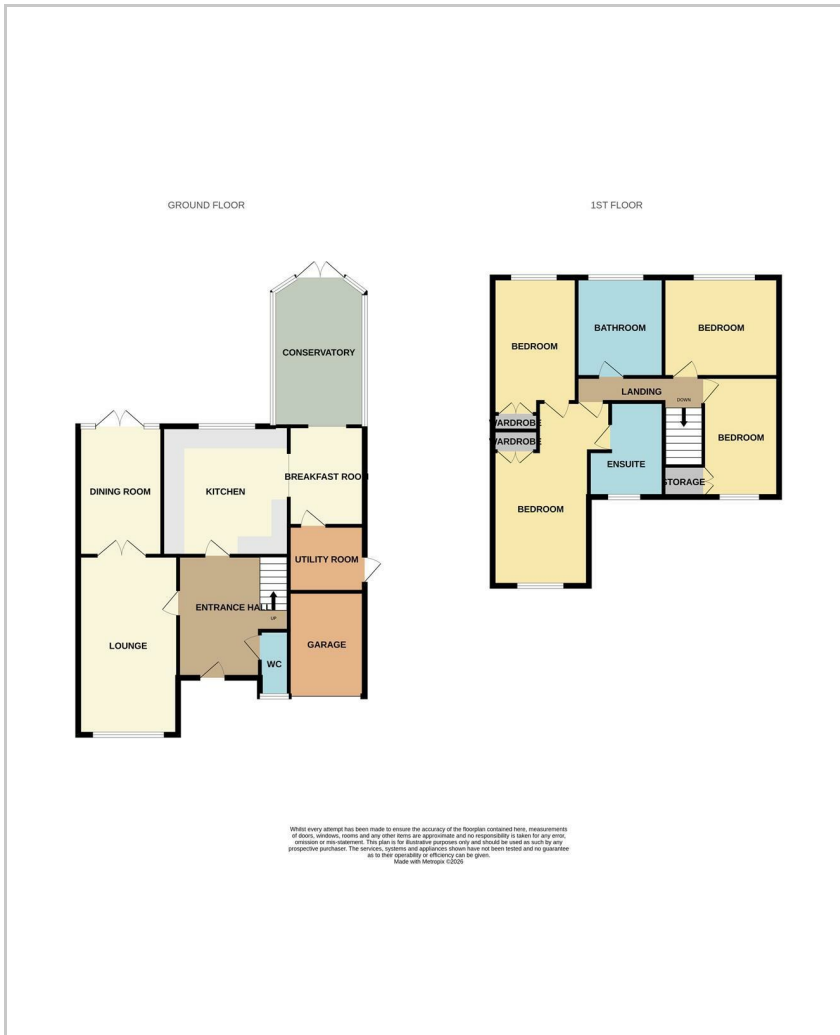 GROUND FLOOR
CONSERVATORY
DINING ROOM
KITCHEN
BREAKFAST ROOM
UTILITY ROOM
ENTRANCE HALL
UP
LOUNGE
WC
GARAGE
1ST FLOOR
BEDROOM
BATHROOM
BEDROOM
LANDING
DOWN
WARDROBE
WARDROBE
BEDROOM
ENSUITE
STORAGE
BEDROOM
Whilst every attempt has been made to ensure the accuracy of the floorplan contained here, measurements
of doors, windows, rooms and any other items are approximate and no responsibility is taken for any error,
omission or mis-statement. This plan is for illustrative purposes only and should be used as such by any
prospective purchaser. The services, systems and appliances shown have not been tested and no guarantee
as to their operability or efficiency can be given.
Made with Metropix ©2026